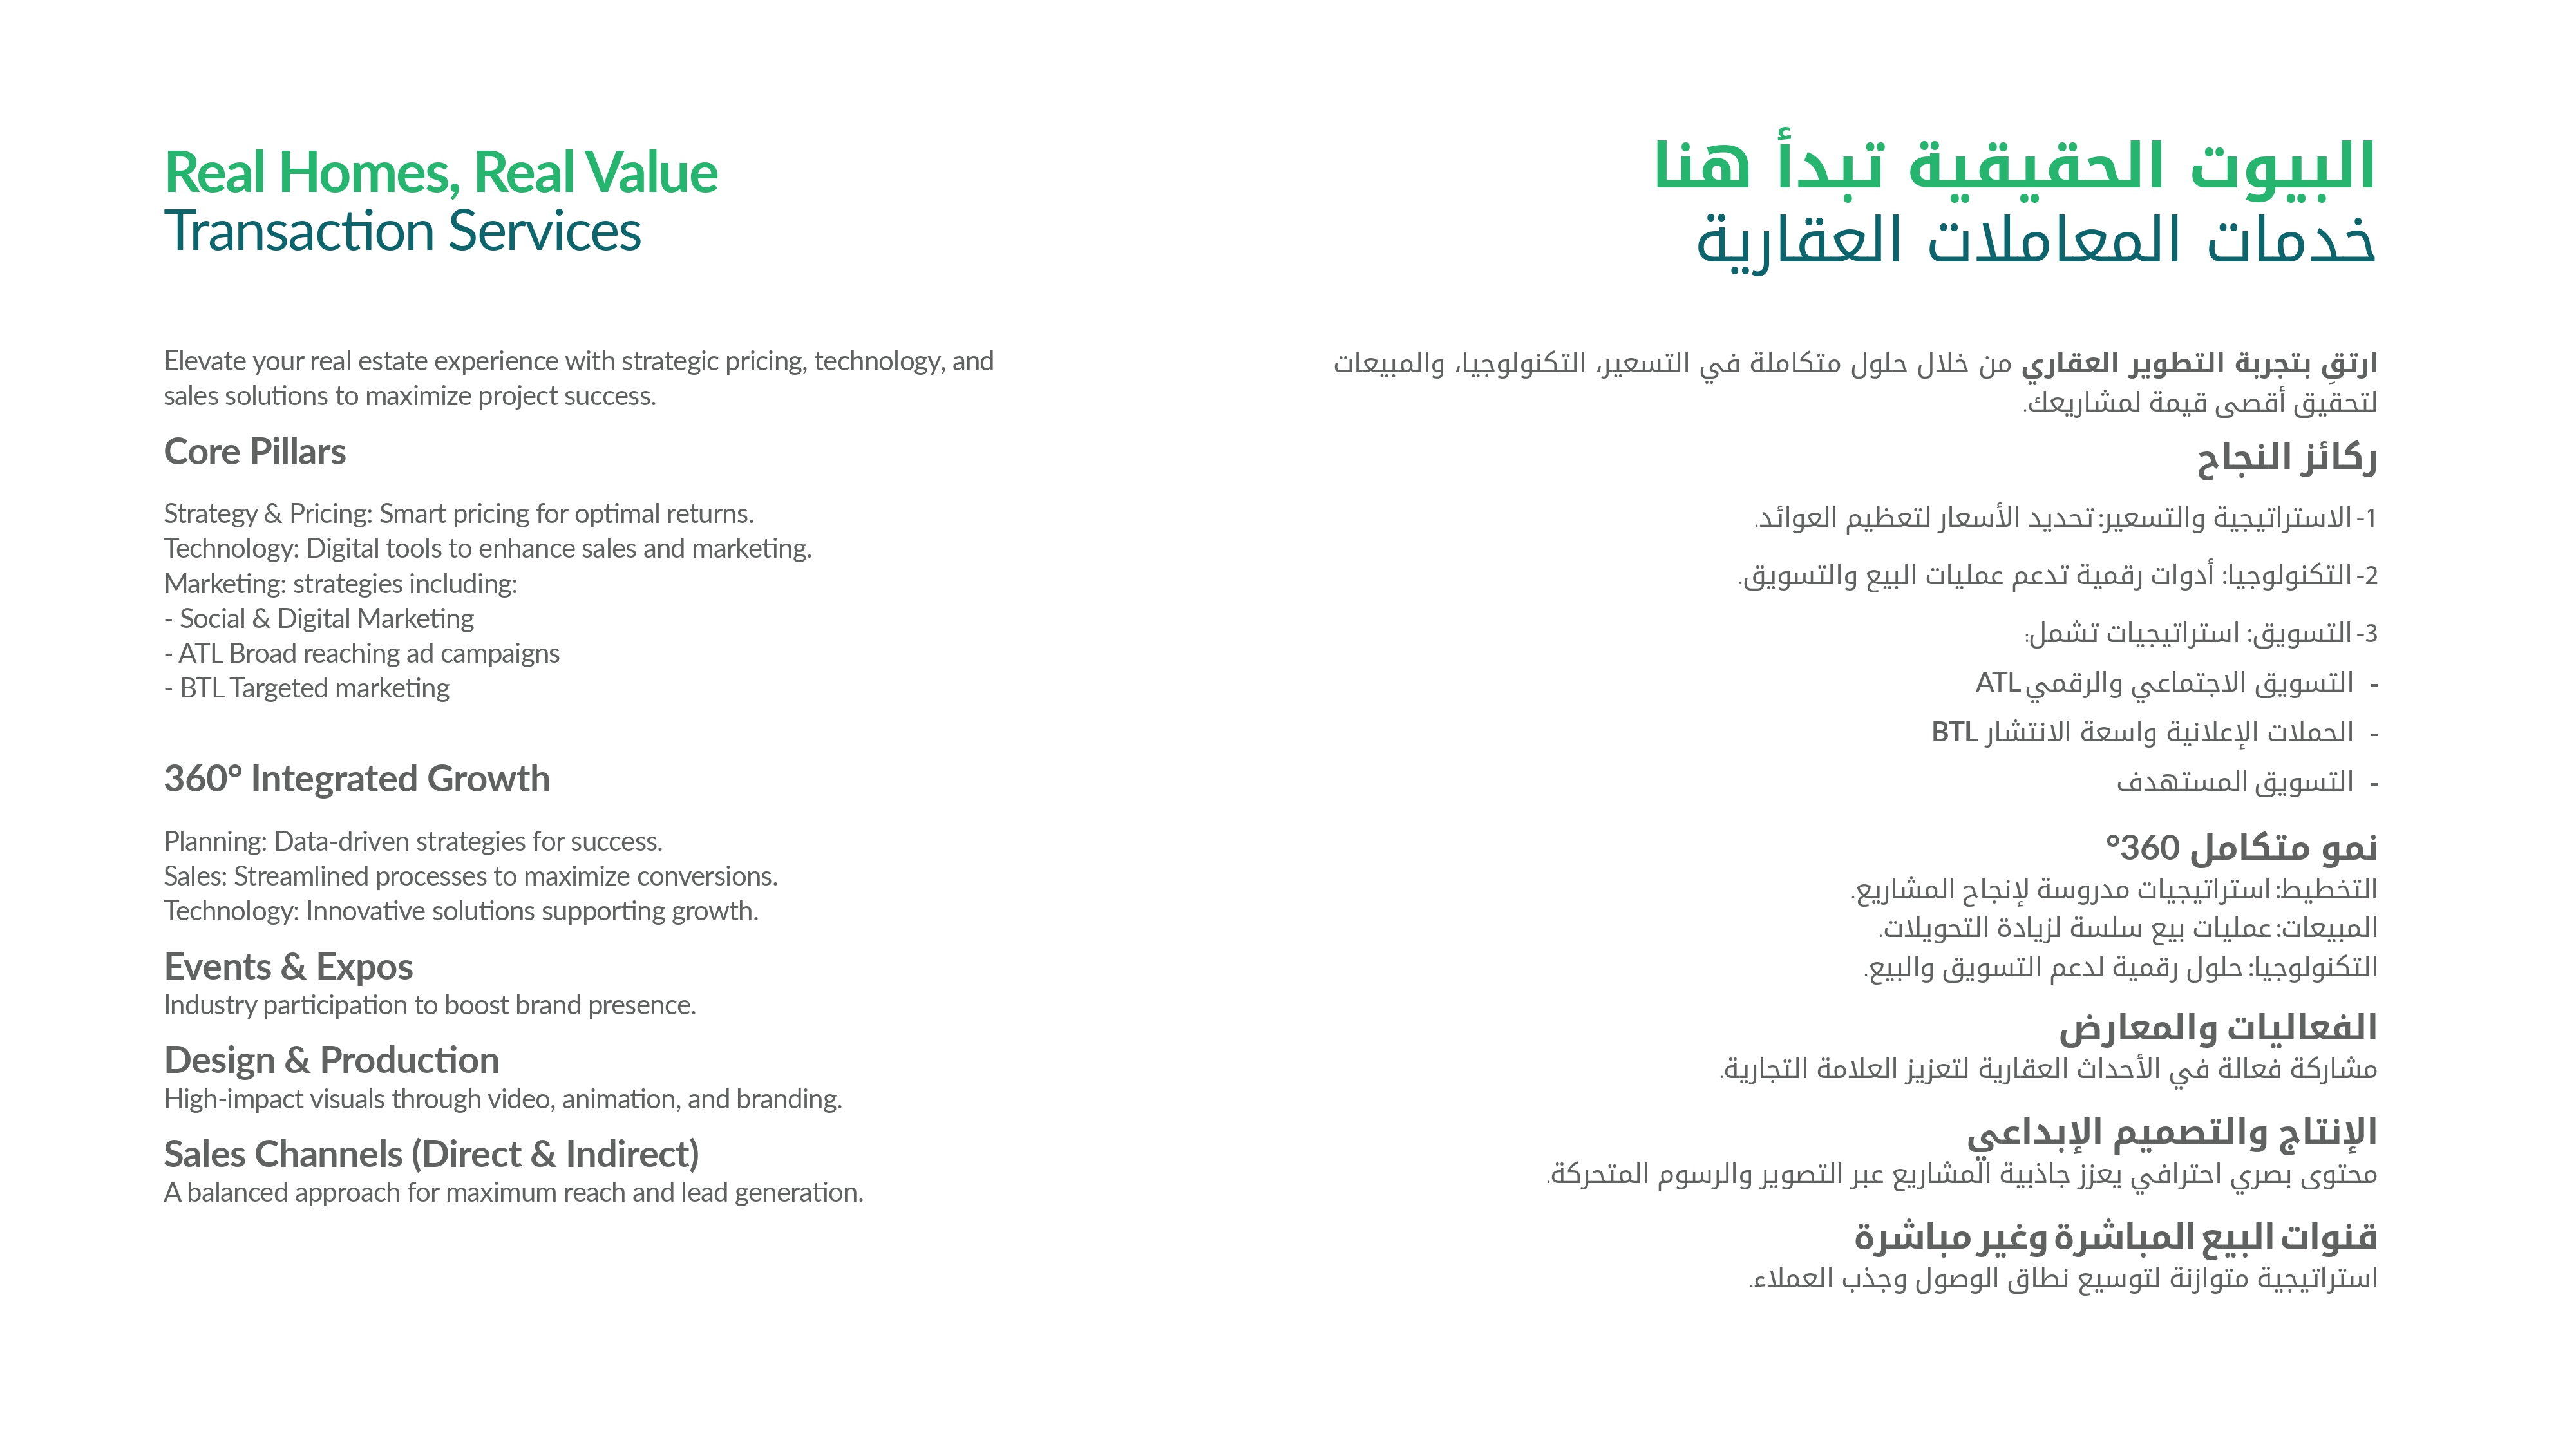 Real Homes, Real Value
Transaction Services
Elevate your real estate experience with strategic pricing, technology, and
sales solutions to maximize project success.
Core Pillars
Strategy & Pricing: Smart pricing for optimal returns.
Technology: Digital tools to enhance sales and marketing.
Marketing: strategies including:
- Social & Digital Marketing
- ATL Broad reaching ad campaigns
- BTL Targeted marketing
360° Integrated Growth
Planning: Data-driven strategies for success.
Sales: Streamlined processes to maximize conversions.
Technology: Innovative solutions supporting growth.
Events & Expos
Industry participation to boost brand presence.
Design & Production
High-impact visuals through video, animation, and branding.
Sales Channels (Direct & Indirect)
A balanced approach for maximum reach and lead generation.
البيوت الحقيقية تبدأ هنا
خدمات المعاملات العقارية
ارتقِ بتجربة التطوير العقاري من خلال حلول متكاملة في التسعير، التكنولوجيا، والمبيعات
لتحقيق أقصى قيمة لمشاريعك.
ركائز النجاح
1- الاستراتيجية والتسعير: تحديد الأسعار لتعظيم العوائد.
2- التكنولوجيا: أدوات رقمية تدعم عمليات البيع والتسويق.
3- التسويق: استراتيجيات تشمل:
- التسويق الاجتماعي والرقمي ATL
- الحملات الإعلانية واسعة الانتشار BTL
- التسويق المستهدف
نمو متكامل 360°
التخطيط: استراتيجيات مدروسة لإنجاح المشاريع.
المبيعات: عمليات بيع سلسة لزيادة التحويلات.
التكنولوجيا: حلول رقمية لدعم التسويق والبيع.
الفعاليات والمعارض
مشاركة فعالة في الأحداث العقارية لتعزيز العلامة التجارية.
الإنتاج والتصميم الإبداعي
محتوى بصري احترافي يعزز جاذبية المشاريع عبر التصوير والرسوم المتحركة.
قنوات البيع المباشرة وغير مباشرة
استراتيجية متوازنة لتوسيع نطاق الوصول وجذب العملاء.